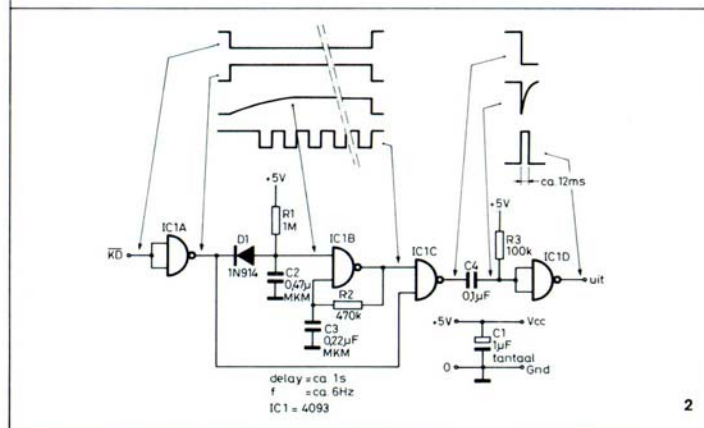 ca. 12ms
+5V
+5V
R1
1M
IC1A
IC1B
IC1C
IC1D
R3
100k
C4
0,1µF
D1
1N914
KD
C2
0,47µ
MKM
R2
470k
C3
0,22µF
MKM
uit
+5V
Vcc
C1
1µF
tantaal
0
Gnd
delay = ca. 1s
f = ca. 6Hz
IC1 = 4093
2